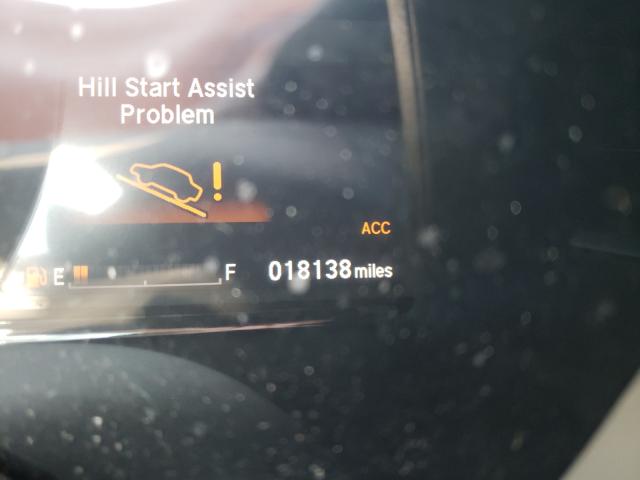 Hill Start Assist
Problem
!
ACC
E F 018138 miles